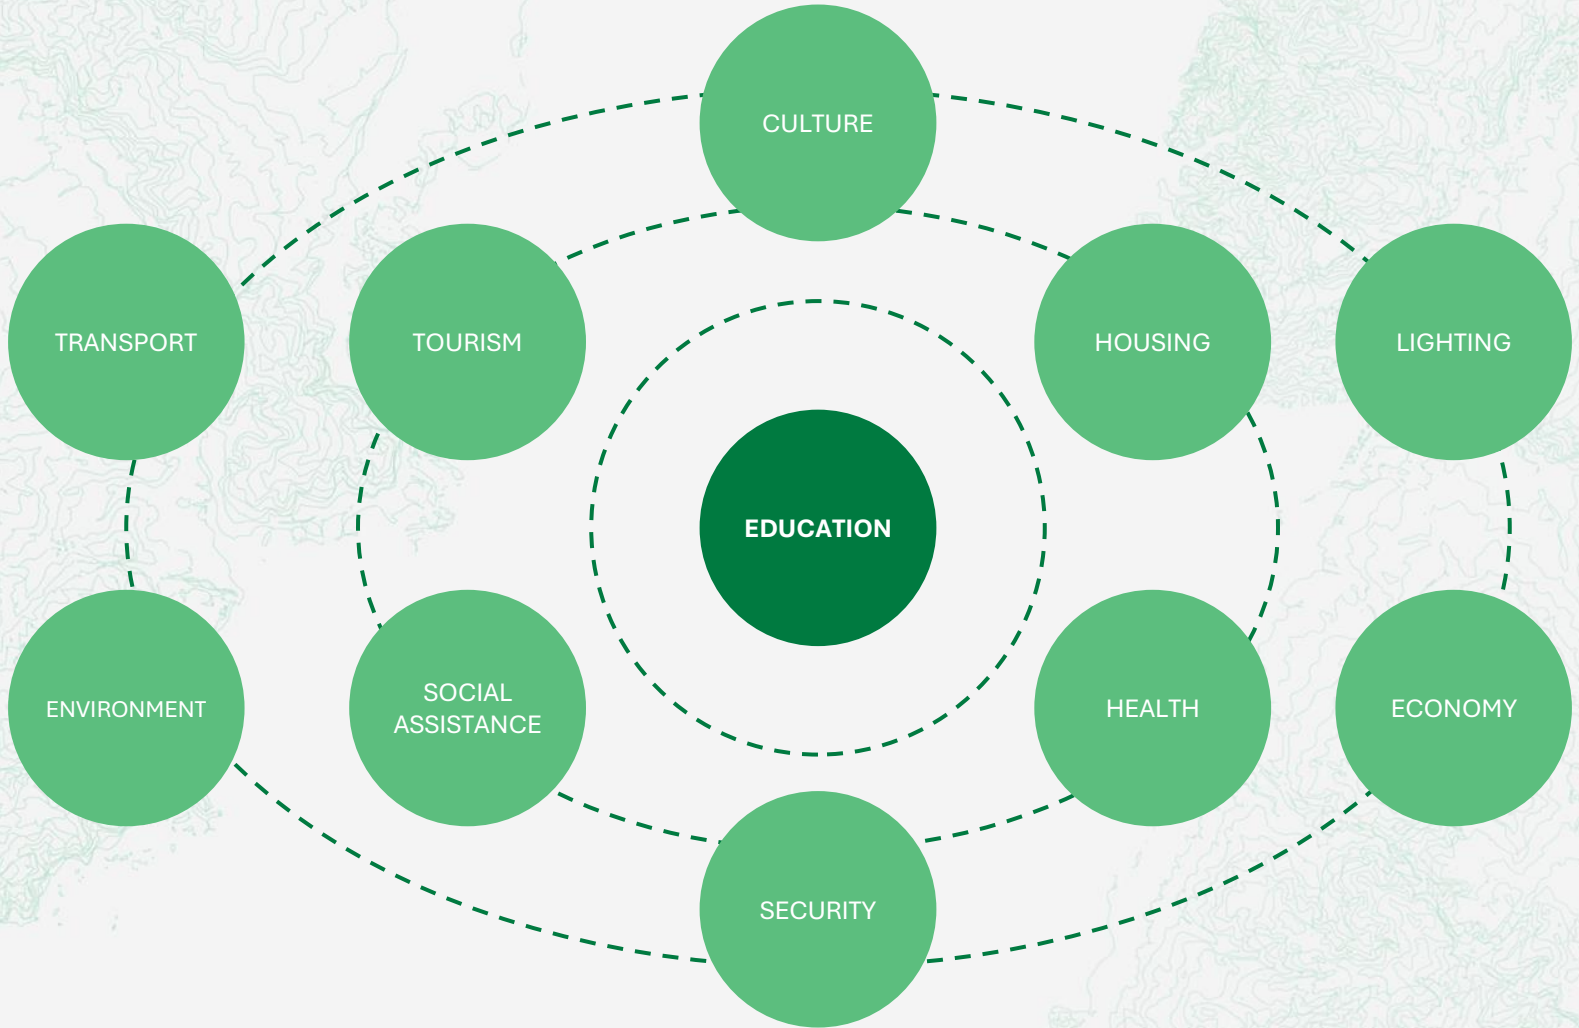 CULTURE
TRANSPORT
TOURISM
HOUSING
LIGHTING
EDUCATION
ENVIRONMENT
SOCIAL
ASSISTANCE
HEALTH
ECONOMY
SECURITY